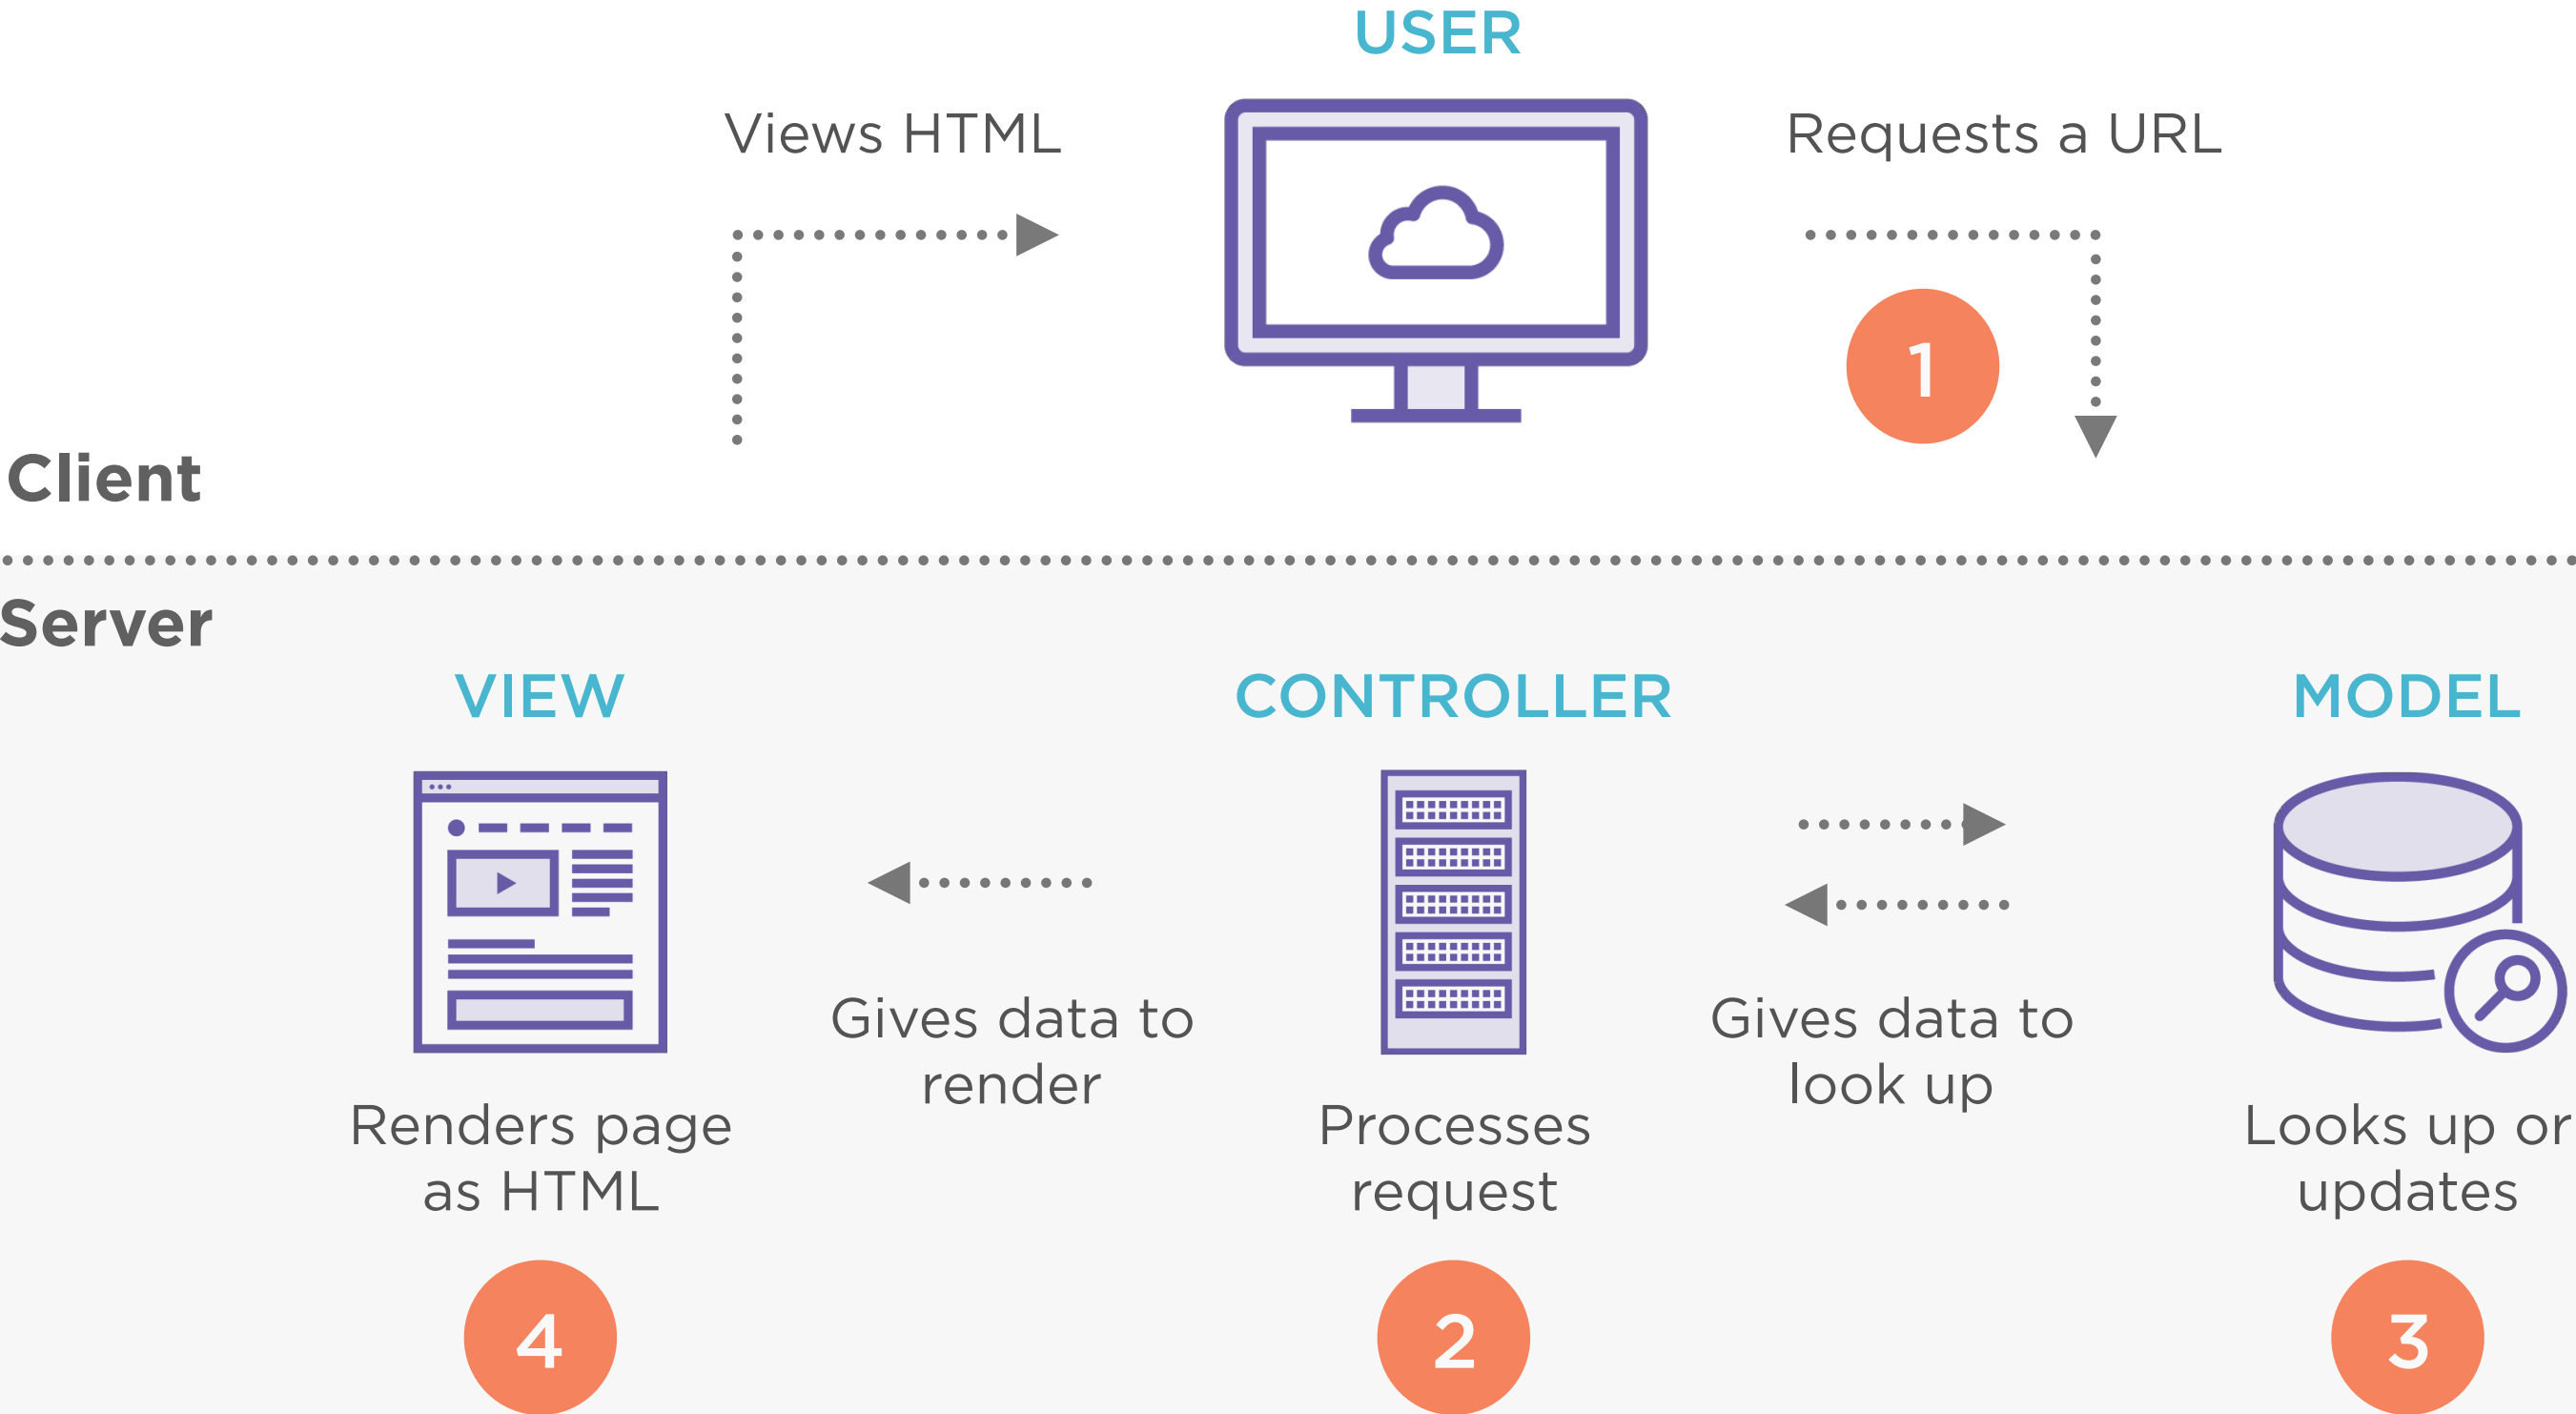 USER
Views HTML
Requests a URL
1
Client
Server
VIEW
CONTROLLER
MODEL
Gives data to
render
Gives data to
look up
Renders page
as HTML
Processes
request
Looks up or
updates
4
2
3